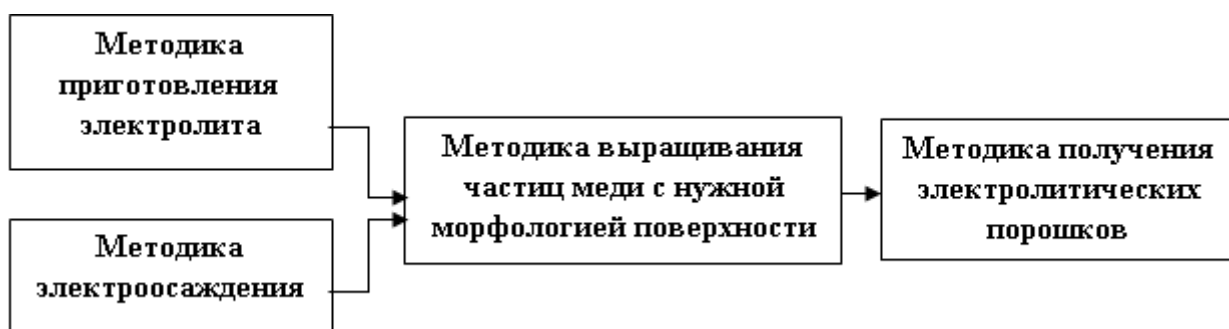 Методика
приготовления
электролита
Методика
электроосаждения
Методика выращивания
частиц меди с нужной
морфологией поверхности
Методика получения
электролитических
порошков